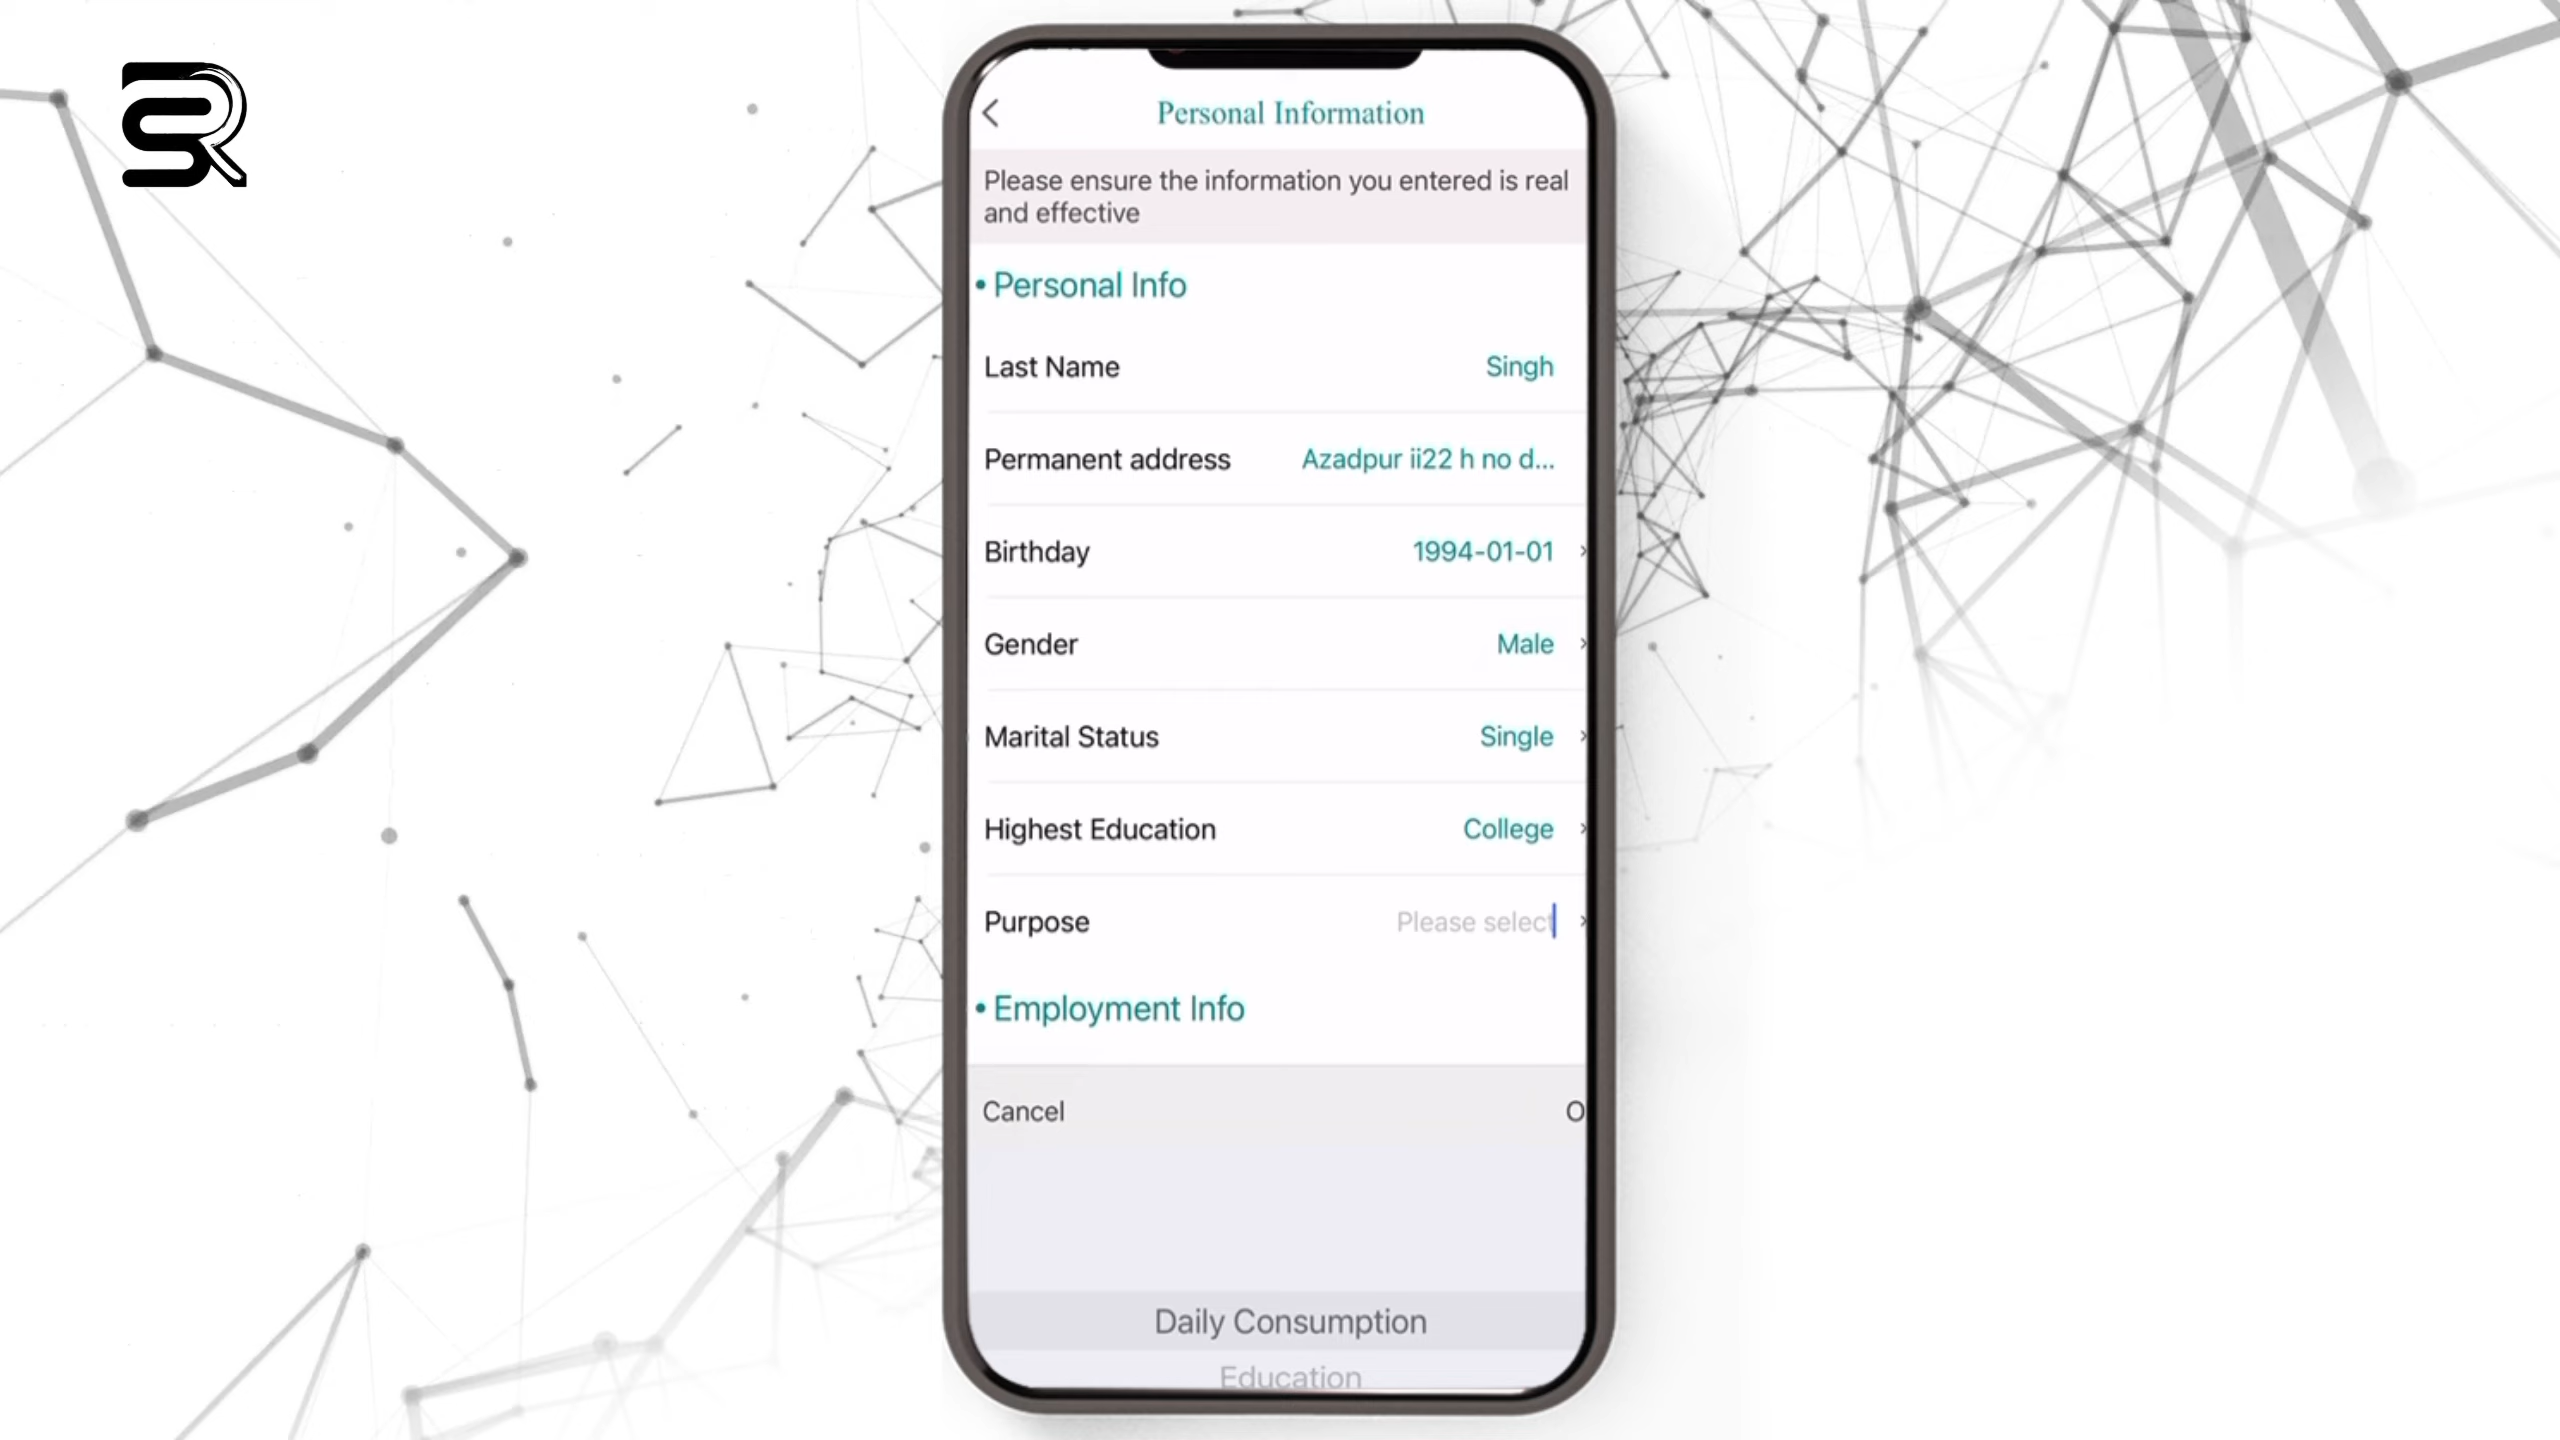 Personal Information
Please ensure the information you entered is real
and effective
• Personal Info
Last Name Singh
Permanent address Azadpur ii22 h no d...
Birthday 1994-01-01
Gender Male
Marital Status Single
Highest Education College
Purpose Please select
• Employment Info
Cancel O
Daily Consumption
Education